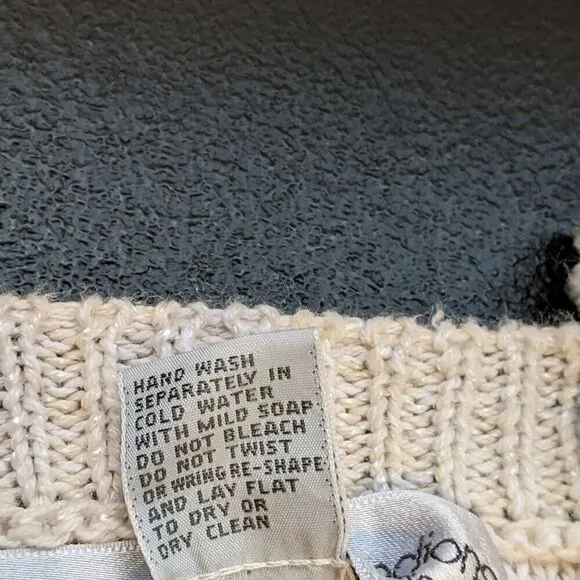 HAND WASH
SEPARATELY IN
COLD WATER
WITH MILD SOAP
DO NOT BLEACH
DO NOT TWIST
OR WRING RE-SHAPE
AND LAY FLAT
TO DRY OR
DRY CLEAN